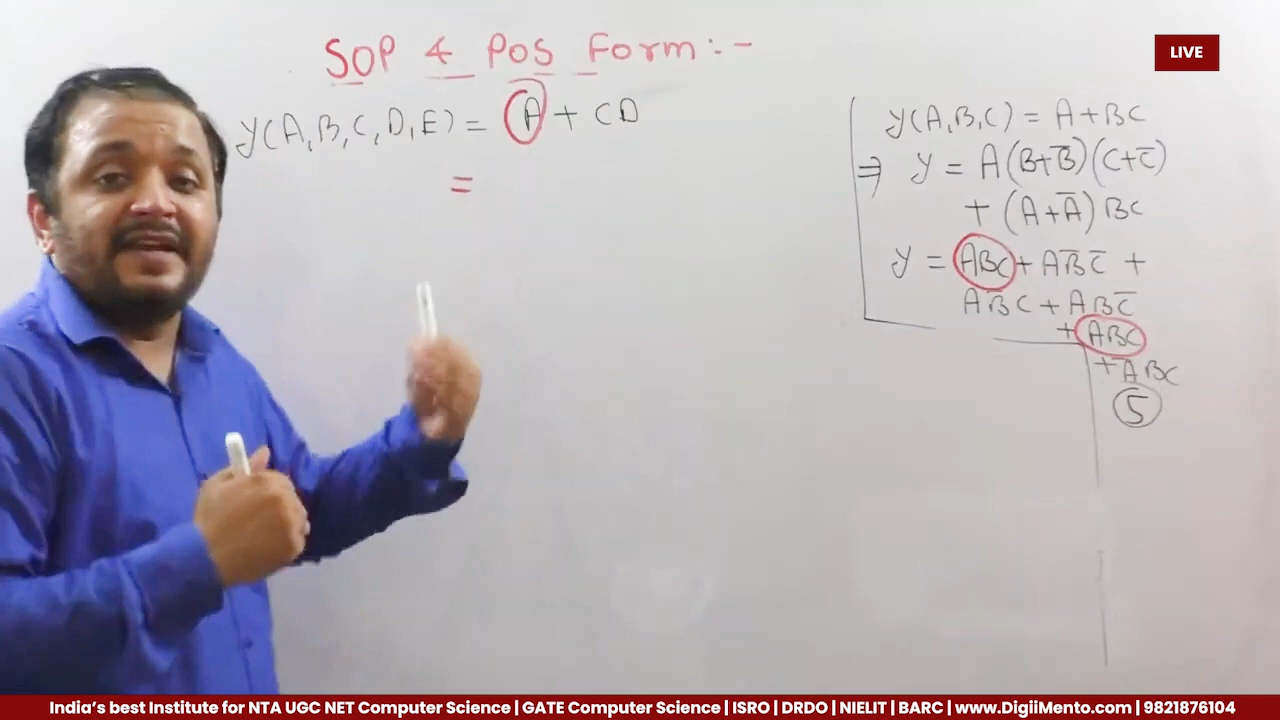 SOP & POS Form:-
LIVE
Y(A,B,C,D,E) = A + CD
=
Y(A,B,C) = A+BC
⇒ Y = A(B+B̅)(C+C̅)
+ (A+A̅)BC
Y = ABC + AB̅C̅ +
AB̅C + ABC̅
+ ABC
+ A̅BC
5
India's best Institute for NTA UGC NET Computer Science | GATE Computer Science | ISRO | DRDO | NIELIT | BARC | www.DigiiMento.com | 9821876104